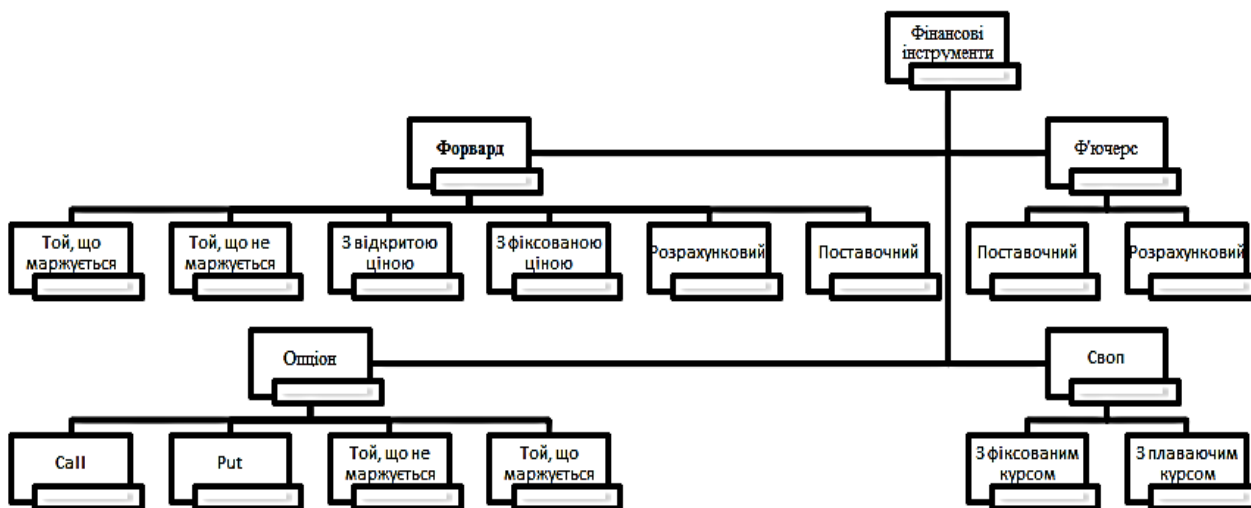 Фінансові
інструменти
Форвард
Ф'ючерс
Той, що
маржується
Той, що не
маржується
З відкритою
ціною
З фіксованою
ціною
Розрахунковий
Поставочний
Поставочний
Розрахунковий
Опціон
Своп
Call
Put
Той, що не
маржується
Той, що
маржується
З фіксованим
курсом
З плаваючим
курсом